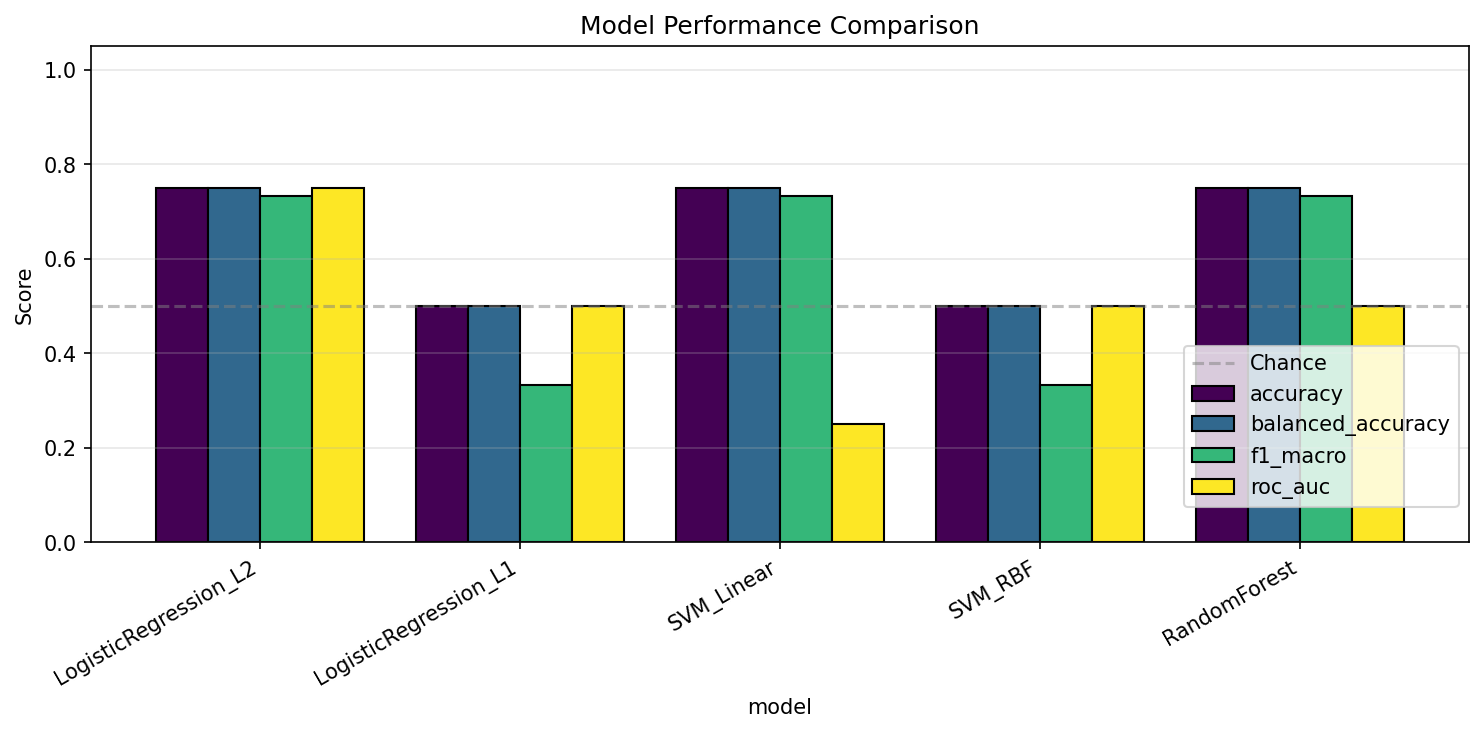 Model Performance Comparison
1.0
0.8
0.6
0.4
0.2
0.0
Score
Chance
accuracy
balanced_accuracy
f1_macro
roc_auc
LogisticRegression_L2
LogisticRegression_L1
SVM_Linear
SVM_RBF
RandomForest
model